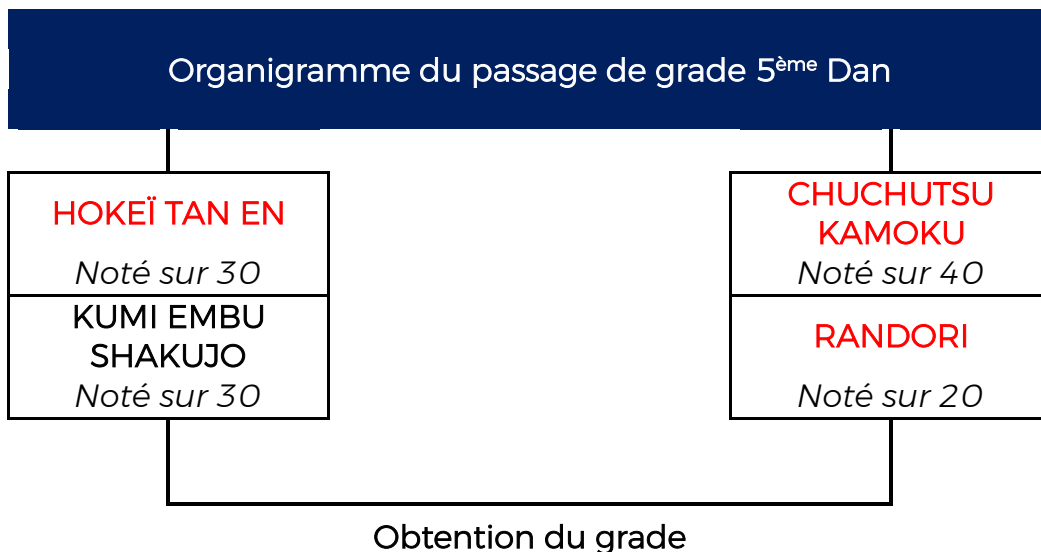 Organigramme du passage de grade 5ème Dan
HOKEÏ TAN EN
Noté sur 30
KUMI EMBU
SHAKUJO
Noté sur 30
CHUCHUTSU
KAMOKU
Noté sur 40
RANDORI
Noté sur 20
Obtention du grade